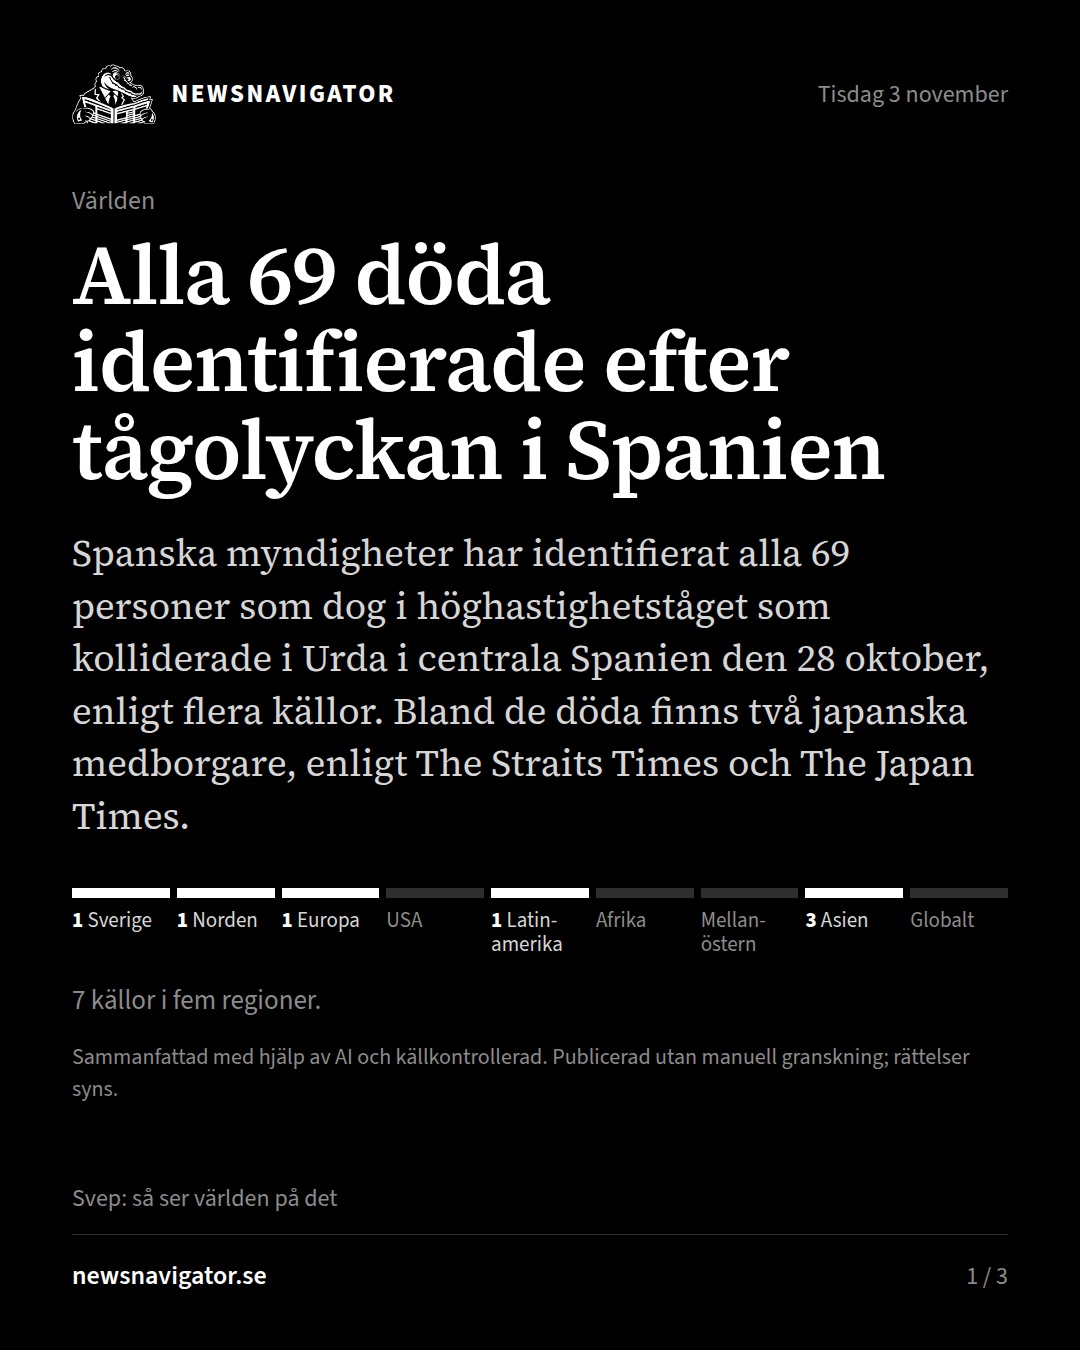 NEWSNAVIGATOR
Tisdag 3 november
Världen
Alla 69 döda
identifierade efter
tågolyckan i Spanien
Spanska myndigheter har identifierat alla 69
personer som dog i höghastighetståget som
kolliderade i Urda i centrala Spanien den 28 oktober,
enligt flera källor. Bland de döda finns två japanska
medborgare, enligt The Straits Times och The Japan
Times.
1 Sverige
1 Norden
1 Europa
USA
1 Latin-
amerika
Afrika
Mellan-
östern
3 Asien
Globalt
7 källor i fem regioner.
Sammanfattad med hjälp av AI och källkontrollerad. Publicerad utan manuell granskning; rättelser
syns.
Svep: så ser världen på det
newsnavigator.se
1 / 3